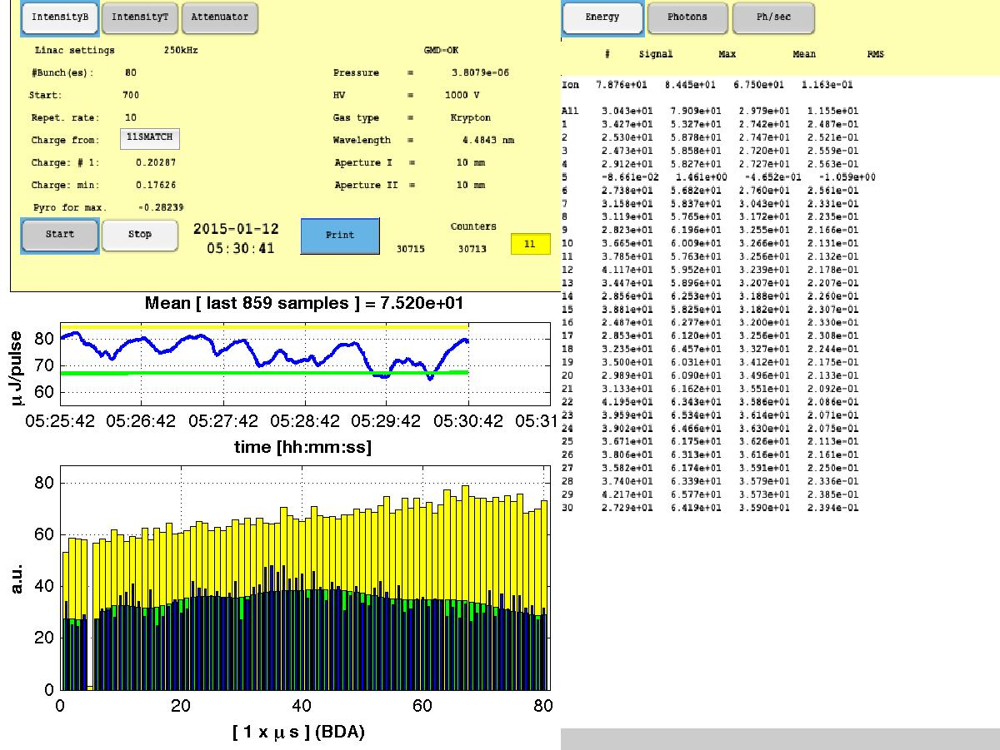 IntensityB IntensityT Attenuator
Linac settings 250kHz GMD=OK
#Bunch(es): 80 Pressure = 3.8079e-06
Start: 700 HV = 1000 V
Repet. rate: 10 Gas type = Krypton
Charge from: 11SMATCH Wavelength = 4.4843 nm
Charge: # 1: 0.20287 Aperture I = 10 mm
Charge: min: 0.17626 Aperture II = 10 mm
Pyro for max. -0.28239
Start Stop 2015-01-12 05:30:41 Print Counters 30715 30713 11
Mean [ last 859 samples ] = 7.520e+01
80
70
60
μ J/pulse
05:25:42 05:26:42 05:27:42 05:28:42 05:29:42 05:30:42 05:31
time [hh:mm:ss]
80
60
40
20
0
a.u.
0 20 40 60 80
[ 1 x μ s ] (BDA)
Energy Photons Ph/sec
# Signal Max Mean RMS
Ion 7.876e+01 8.445e+01 6.750e+01 1.163e-01
All 3.043e+01 7.909e+01 2.979e+01 1.155e+01
1 3.427e+01 5.327e+01 2.742e+01 2.487e-01
2 2.530e+01 5.878e+01 2.747e+01 2.521e-01
3 2.473e+01 5.858e+01 2.720e+01 2.559e-01
4 2.912e+01 5.827e+01 2.727e+01 2.563e-01
5 -8.661e-02 1.461e+00 -4.652e-01 -1.059e+00
6 2.738e+01 5.682e+01 2.760e+01 2.561e-01
7 3.158e+01 5.837e+01 3.043e+01 2.331e-01
8 3.119e+01 5.765e+01 3.172e+01 2.235e-01
9 2.823e+01 6.196e+01 3.255e+01 2.166e-01
10 3.665e+01 6.009e+01 3.266e+01 2.131e-01
11 3.785e+01 5.763e+01 3.256e+01 2.132e-01
12 4.117e+01 5.952e+01 3.239e+01 2.178e-01
13 3.447e+01 5.896e+01 3.207e+01 2.207e-01
14 2.856e+01 6.253e+01 3.188e+01 2.260e-01
15 3.881e+01 5.825e+01 3.182e+01 2.307e-01
16 2.487e+01 6.277e+01 3.200e+01 2.330e-01
17 2.853e+01 6.120e+01 3.256e+01 2.308e-01
18 3.235e+01 6.457e+01 3.327e+01 2.244e-01
19 3.500e+01 6.031e+01 3.412e+01 2.175e-01
20 2.989e+01 6.090e+01 3.496e+01 2.133e-01
21 3.133e+01 6.162e+01 3.551e+01 2.092e-01
22 4.195e+01 6.343e+01 3.586e+01 2.086e-01
23 3.959e+01 6.534e+01 3.614e+01 2.071e-01
24 3.902e+01 6.466e+01 3.630e+01 2.075e-01
25 3.671e+01 6.175e+01 3.626e+01 2.113e-01
26 3.806e+01 6.313e+01 3.616e+01 2.161e-01
27 3.582e+01 6.174e+01 3.591e+01 2.250e-01
28 3.740e+01 6.339e+01 3.579e+01 2.336e-01
29 4.217e+01 6.577e+01 3.573e+01 2.385e-01
30 2.729e+01 6.419e+01 3.590e+01 2.394e-01